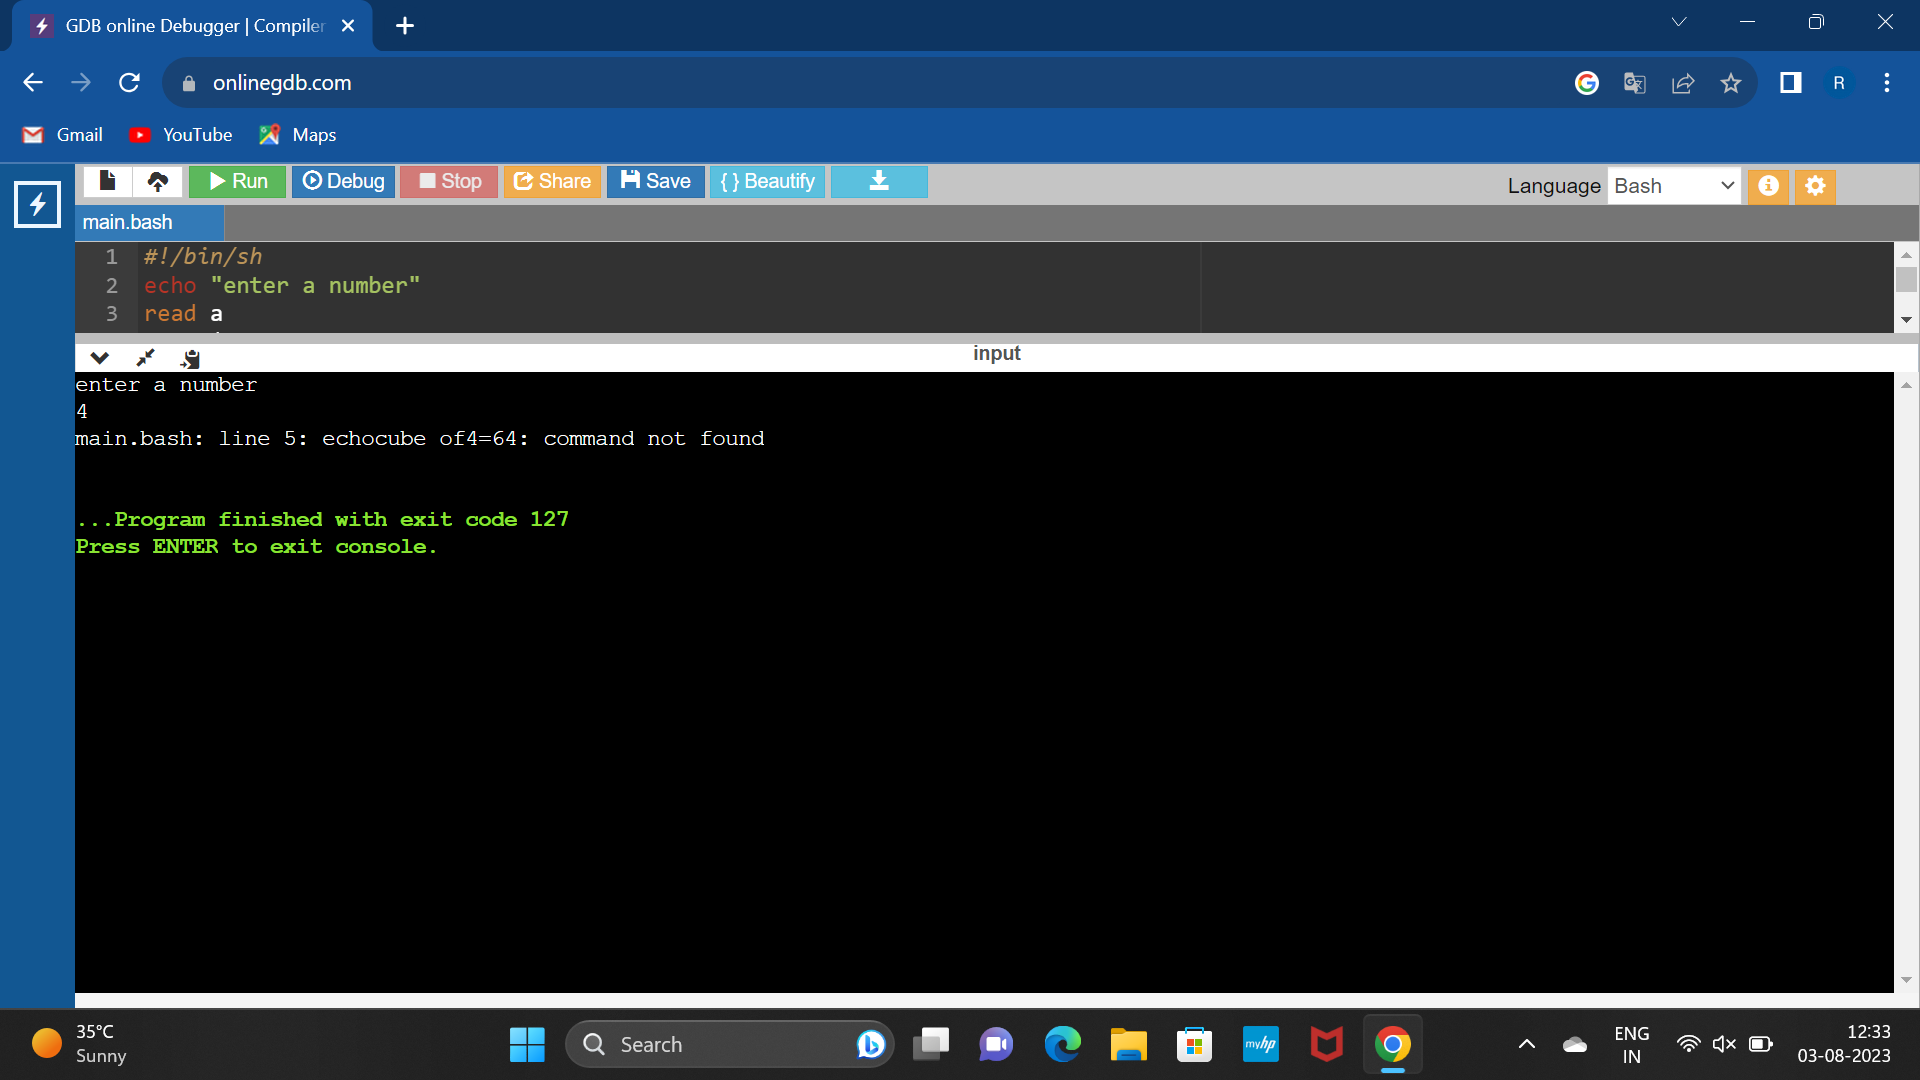 GDB online Debugger | Compiler
onlinegdb.com
R
Gmail YouTube Maps
Run Debug Stop Share Save { } Beautify Language Bash
main.bash
1 #!/bin/sh
2 echo "enter a number"
3 read a
input
enter a number
4
main.bash: line 5: echocube of4=64: command not found
...Program finished with exit code 127
Press ENTER to exit console.
35°C
Sunny
Search
myhp
ENG
IN
12:33
03-08-2023